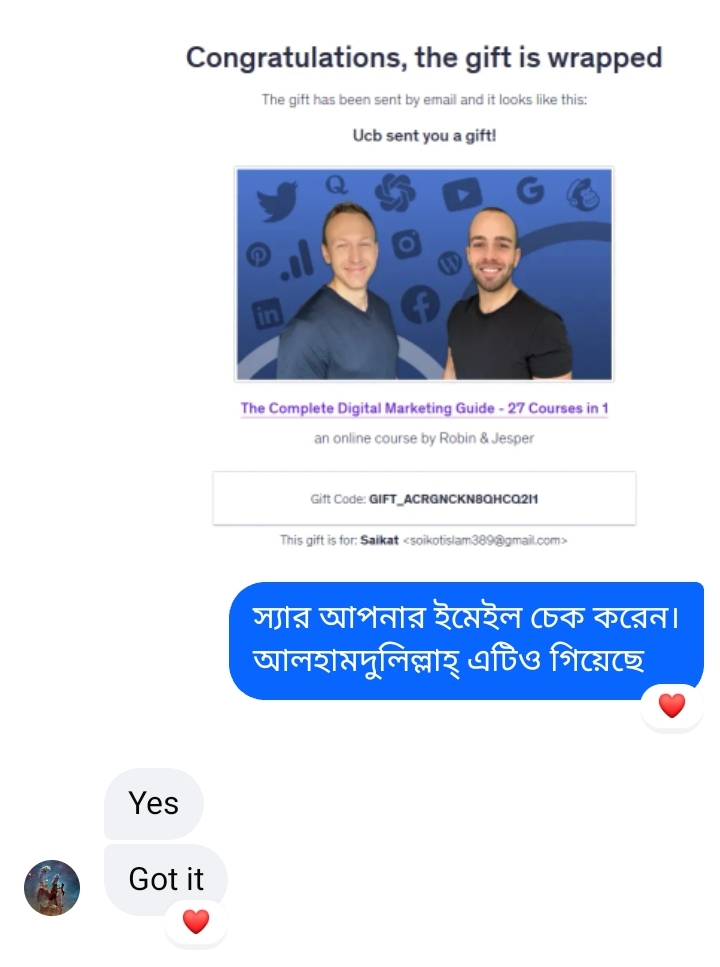 Congratulations, the gift is wrapped
The gift has been sent by email and it looks like this:
Ucb sent you a gift!
The Complete Digital Marketing Guide - 27 Courses in 1
an online course by Robin & Jesper
Gift Code: GIFT_ACRGNCKN8QHCQ2I1
This gift is for: Saikat <soikotislam389@gmail.com>
স্যার আপনার ইমেইল চেক করেন।
আলহামদুলিল্লাহ্ এটিও গিয়েছে
Yes
Got it